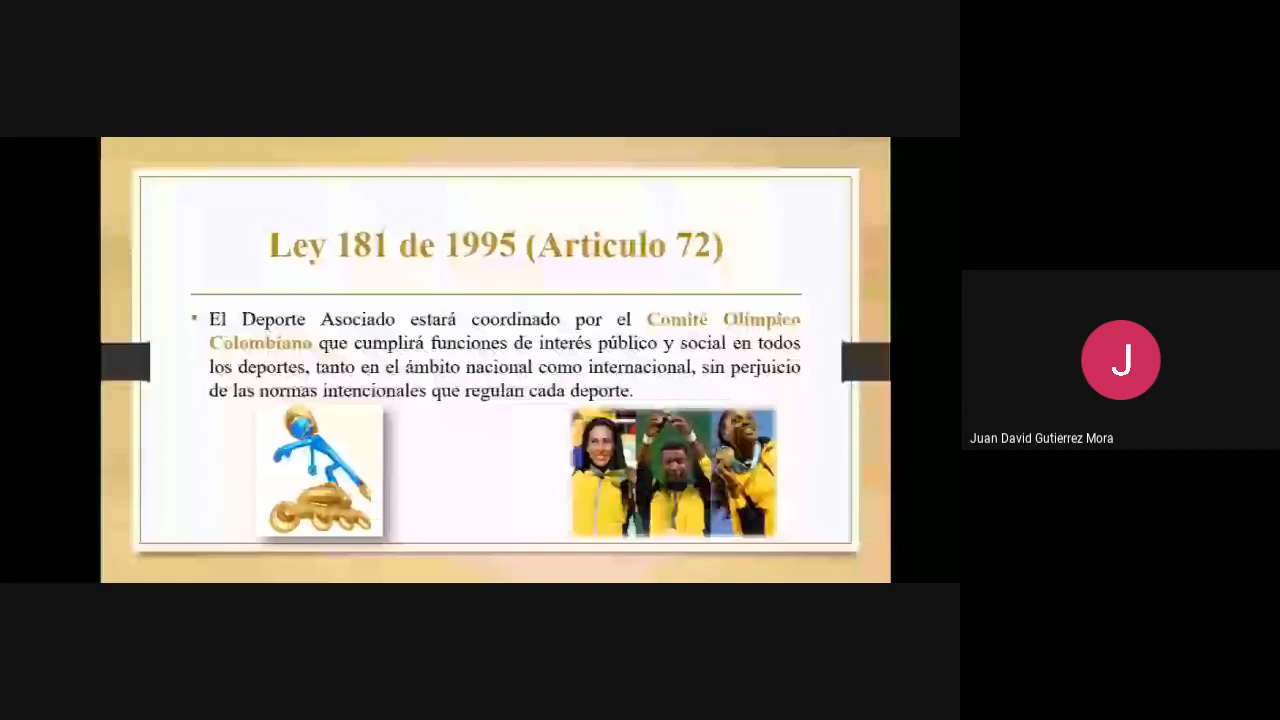 Ley 181 de 1995 (Articulo 72)
El Deporte Asociado estará coordinado por el Comité Olímpico
Colombiano que cumplirá funciones de interés público y social en todos
los deportes, tanto en el ámbito nacional como internacional, sin perjuicio
de las normas intencionales que regulan cada deporte.
J
Juan David Gutierrez Mora